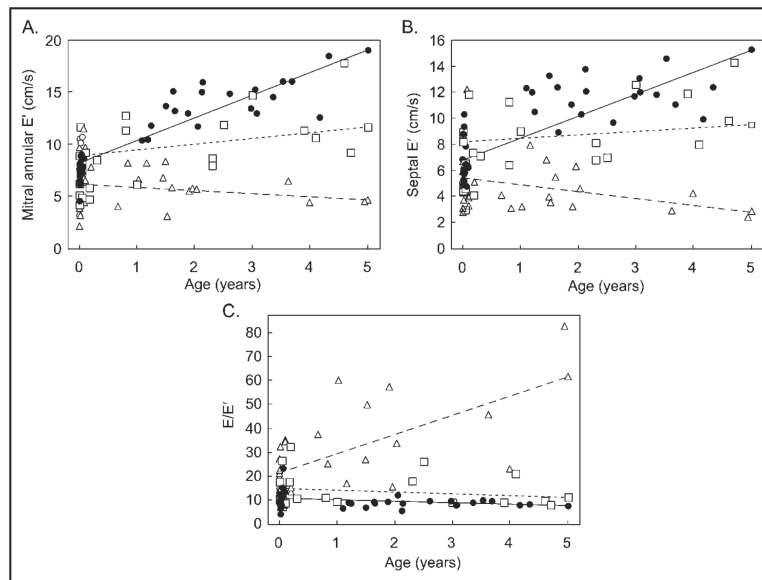 A.
Mitral annular E' (cm/s)
20
15
10
5
0
0 1 2 3 4 5
Age (years)
B.
Septal E' (cm/s)
16
14
12
10
8
6
4
2
0
0 1 2 3 4 5
Age (years)
C.
E/E'
80
70
60
50
40
30
20
10
0
0 1 2 3 4 5
Age (years)